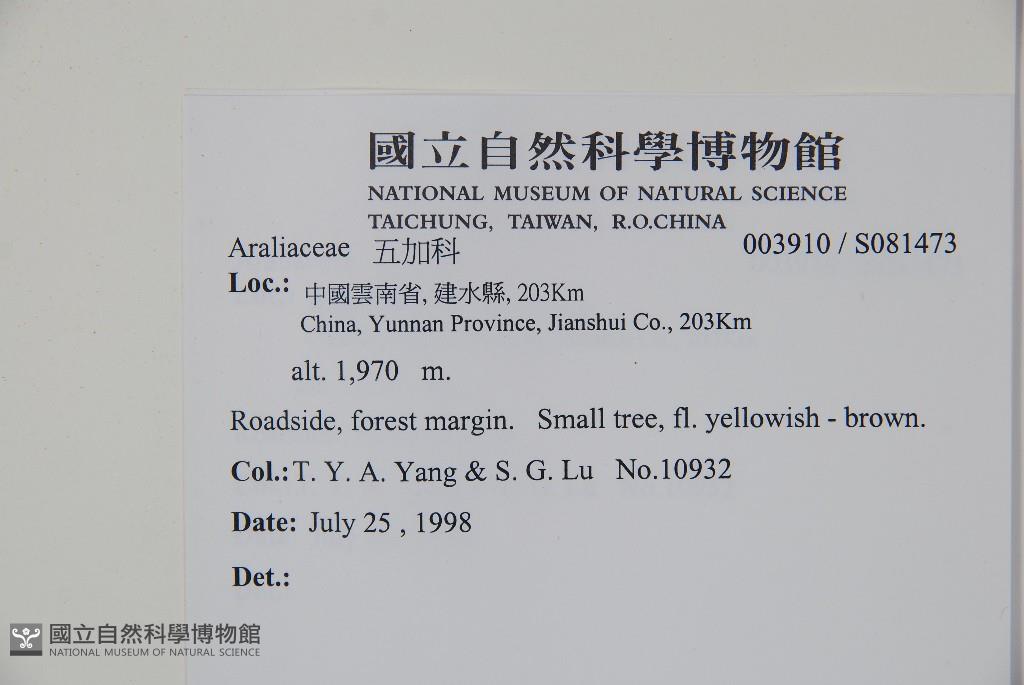 國立自然科學博物館
NATIONAL MUSEUM OF NATURAL SCIENCE
TAICHUNG, TAIWAN, R.O.CHINA
Araliaceae 五加科 003910 / S081473
Loc.: 中國雲南省, 建水縣, 203Km
China, Yunnan Province, Jianshui Co., 203Km
alt. 1,970 m.
Roadside, forest margin. Small tree, fl. yellowish - brown.
Col.: T. Y. A. Yang & S. G. Lu No.10932
Date: July 25 , 1998
Det.:
國立自然科學博物館
NATIONAL MUSEUM OF NATURAL SCIENCE